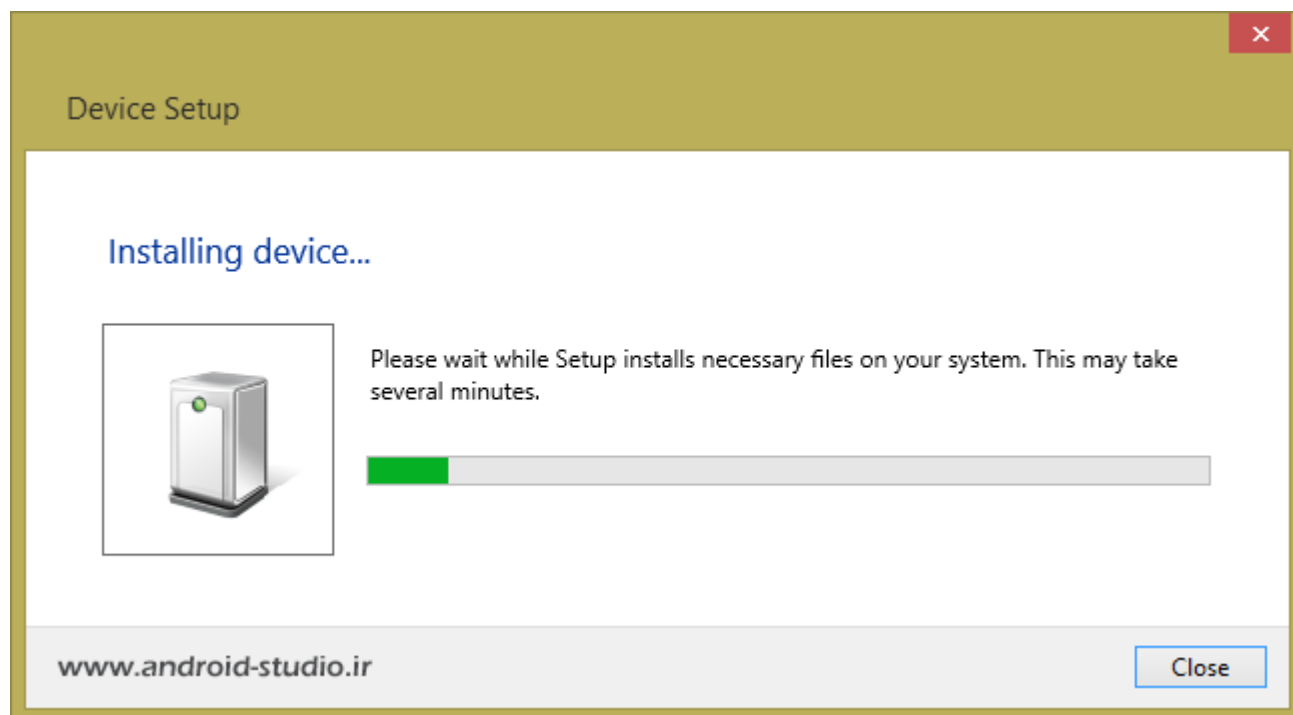 Device Setup
Installing device...
Please wait while Setup installs necessary files on your system. This may take
several minutes.
www.android-studio.ir
Close